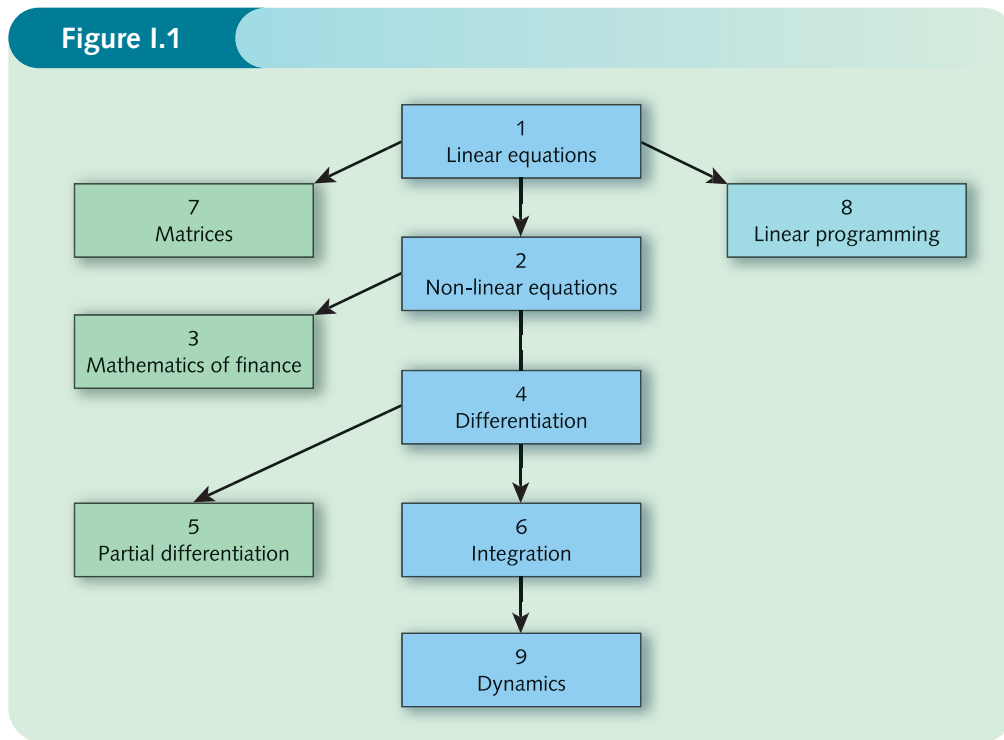 Figure I.1
1
Linear equations
7
Matrices
8
Linear programming
2
Non-linear equations
3
Mathematics of finance
4
Differentiation
5
Partial differentiation
6
Integration
9
Dynamics